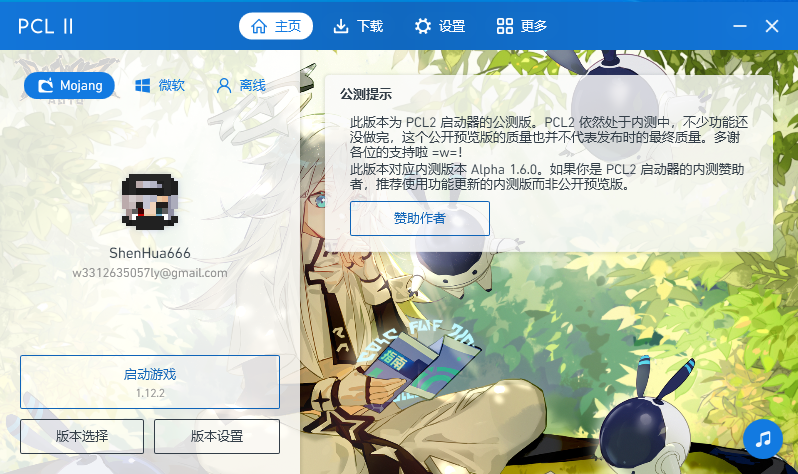 PCL II
主页
下载
设置
更多
Mojang
微软
离线
ShenHua666
w3312635057ly@gmail.com
启动游戏
1.12.2
版本选择
版本设置
公测提示
此版本为 PCL2 启动器的公测版。PCL2 依然处于内测中，不少功能还
没做完，这个公开预览版的质量也并不代表发布时的最终质量。多谢
各位的支持啦 =w=！
此版本对应内测版本 Alpha 1.6.0。如果你是 PCL2 启动器的内测赞助
者，推荐使用功能更新的内测版而非公开预览版。
赞助作者
指南